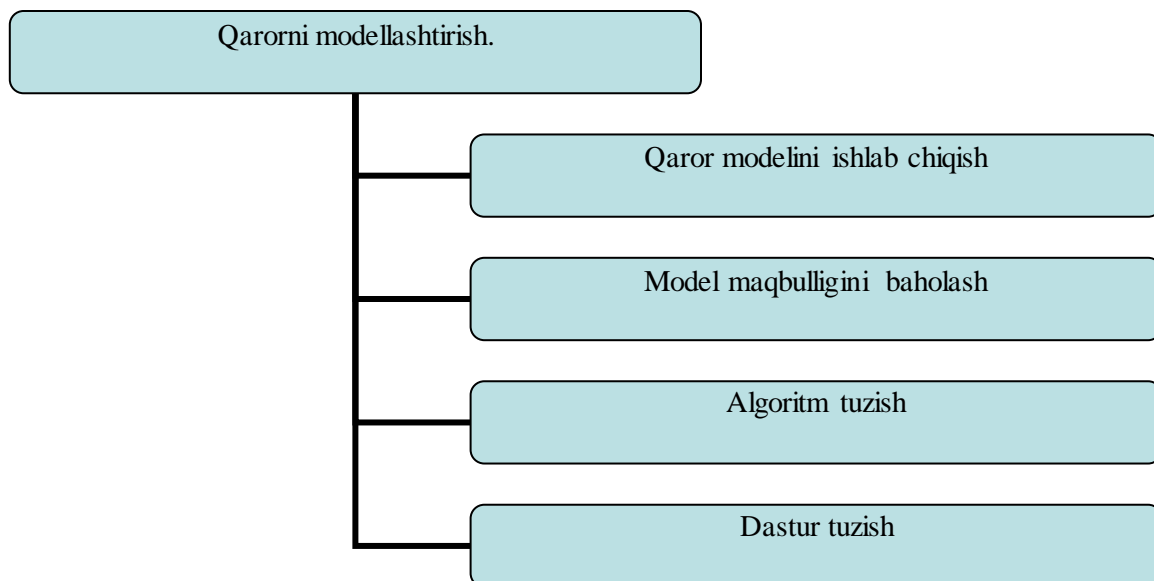 Qarorni modellashtirish.
Qaror modelini ishlab chiqish
Model maqbulligini baholash
Algoritm tuzish
Dastur tuzish